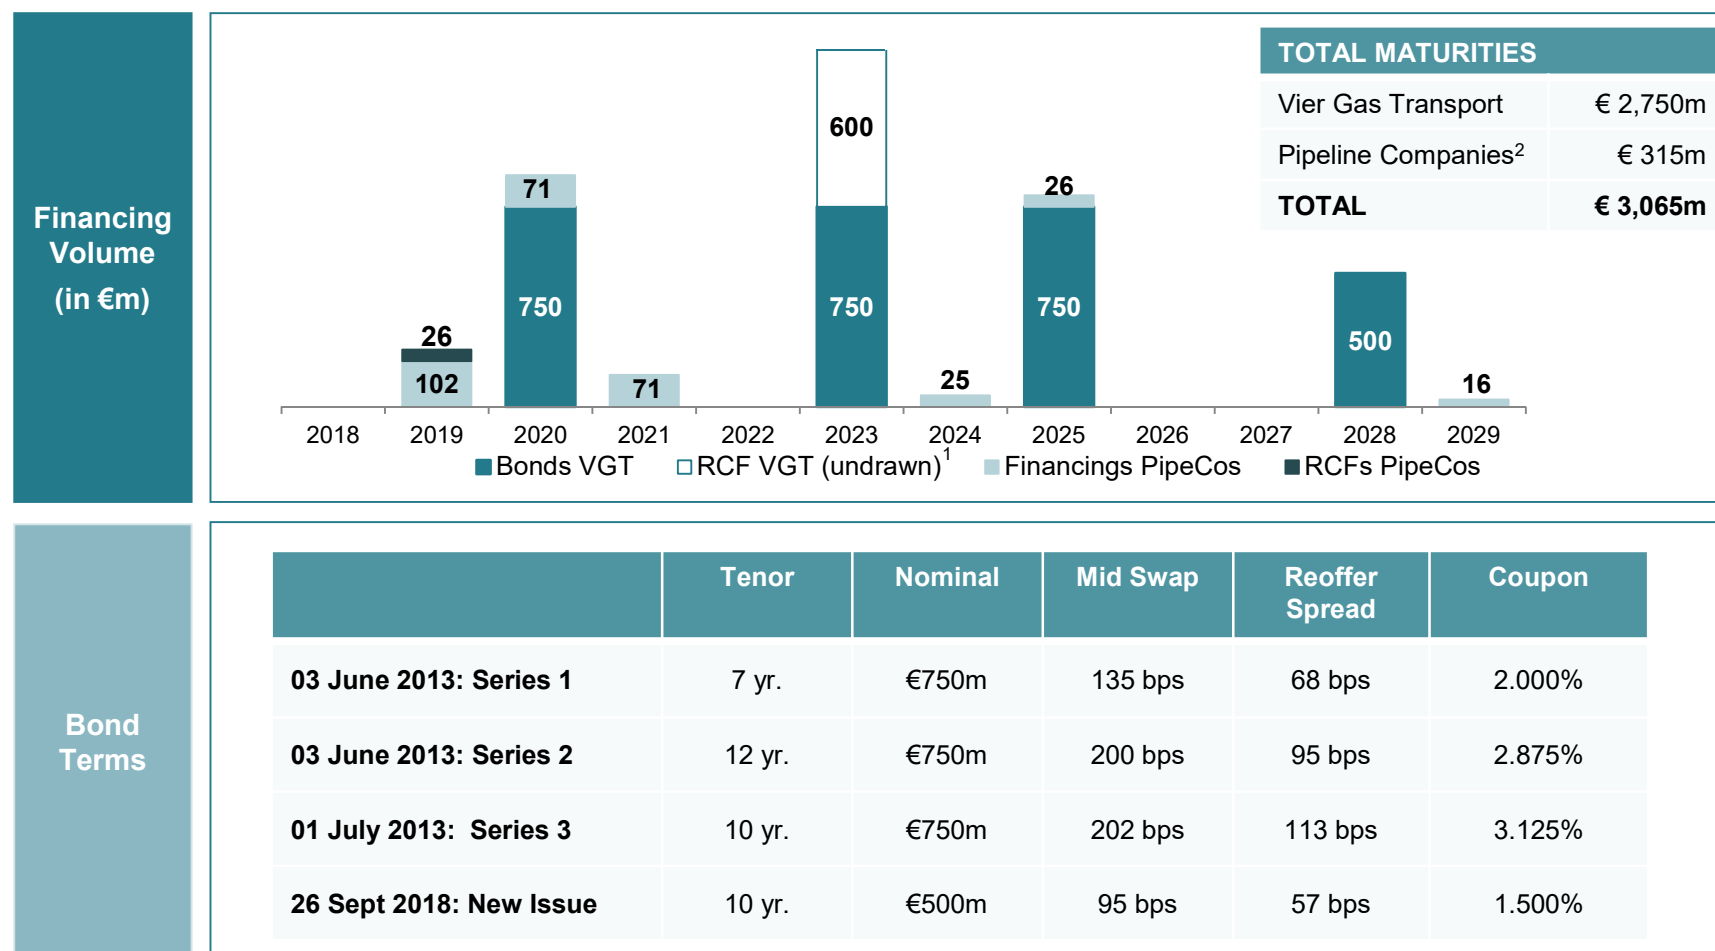 Financing
Volume
(in €m)
TOTAL MATURITIES
Vier Gas Transport € 2,750m
Pipeline Companies2 € 315m
TOTAL € 3,065m
600
71
26
750
750
750
26
102
71
25
500
16
2018 2019 2020 2021 2022 2023 2024 2025 2026 2027 2028 2029
Bonds VGT RCF VGT (undrawn)1 Financings PipeCos RCFs PipeCos
Bond
Terms
Tenor Nominal Mid Swap Reoffer Spread Coupon
03 June 2013: Series 1 7 yr. €750m 135 bps 68 bps 2.000%
03 June 2013: Series 2 12 yr. €750m 200 bps 95 bps 2.875%
01 July 2013: Series 3 10 yr. €750m 202 bps 113 bps 3.125%
26 Sept 2018: New Issue 10 yr. €500m 95 bps 57 bps 1.500%